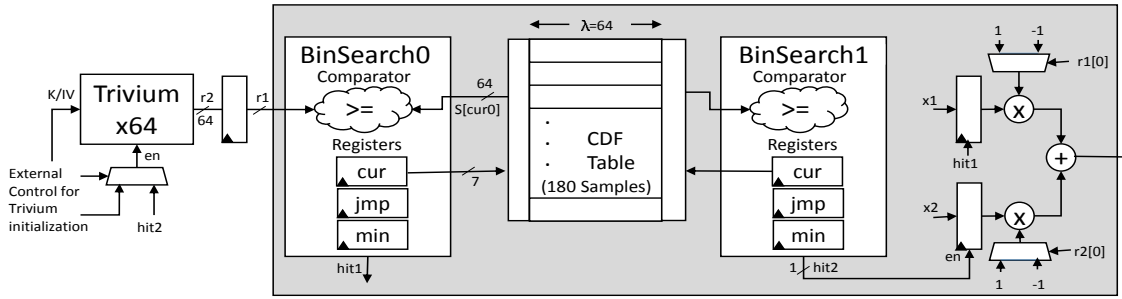 K/IV
Trivium
x64
r2
64
r1
en
External
Control for
Trivium
initialization
hit2
BinSearch0
Comparator
>=
Registers
cur
jmp
min
hit1
64
S[cur0]
7
λ=64
.
.
.
CDF
Table
(180 Samples)
BinSearch1
Comparator
>=
Registers
cur
jmp
min
1
hit2
1
-1
r1[0]
x1
x
hit1
+
x2
x
en
r2[0]
1
-1